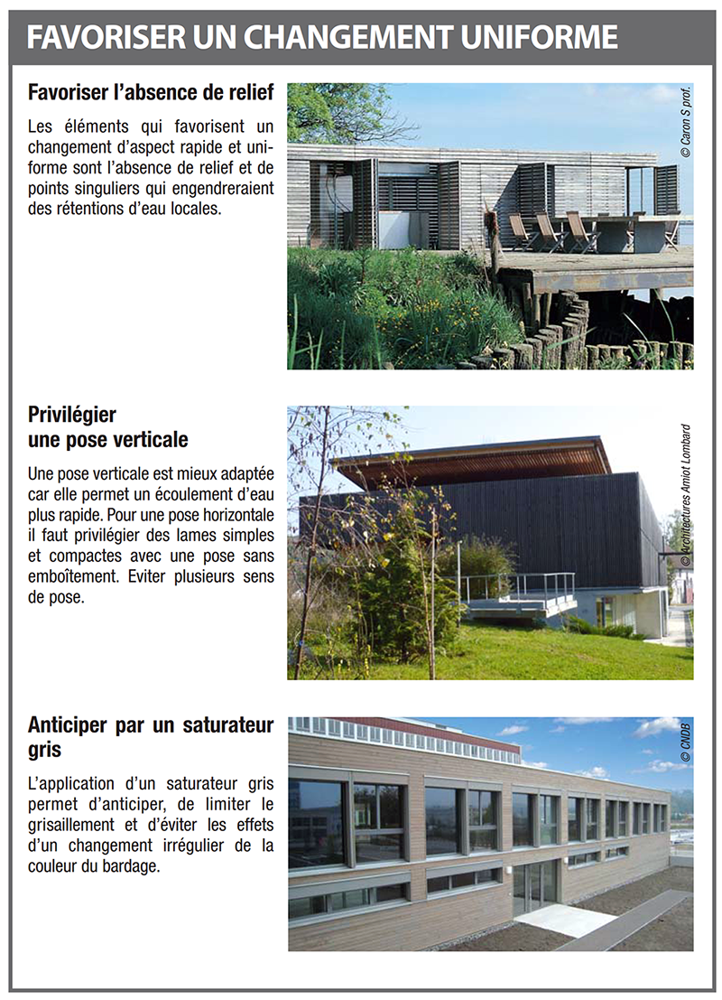 FAVORISER UN CHANGEMENT UNIFORME
Favoriser l'absence de relief
Les éléments qui favorisent un
changement d'aspect rapide et uni-
forme sont l'absence de relief et de
points singuliers qui engendreraient
des rétentions d'eau locales.
© Caron S prof.
Privilégier
une pose verticale
Une pose verticale est mieux adaptée
car elle permet un écoulement d'eau
plus rapide. Pour une pose horizontale
il faut privilégier des lames simples
et compactes avec une pose sans
emboîtement. Eviter plusieurs sens
de pose.
© Architectures Amiot Lombard
Anticiper par un saturateur
gris
L'application d'un saturateur gris
permet d'anticiper, de limiter le
grisaillement et d'éviter les effets
d'un changement irrégulier de la
couleur du bardage.
© CNDB